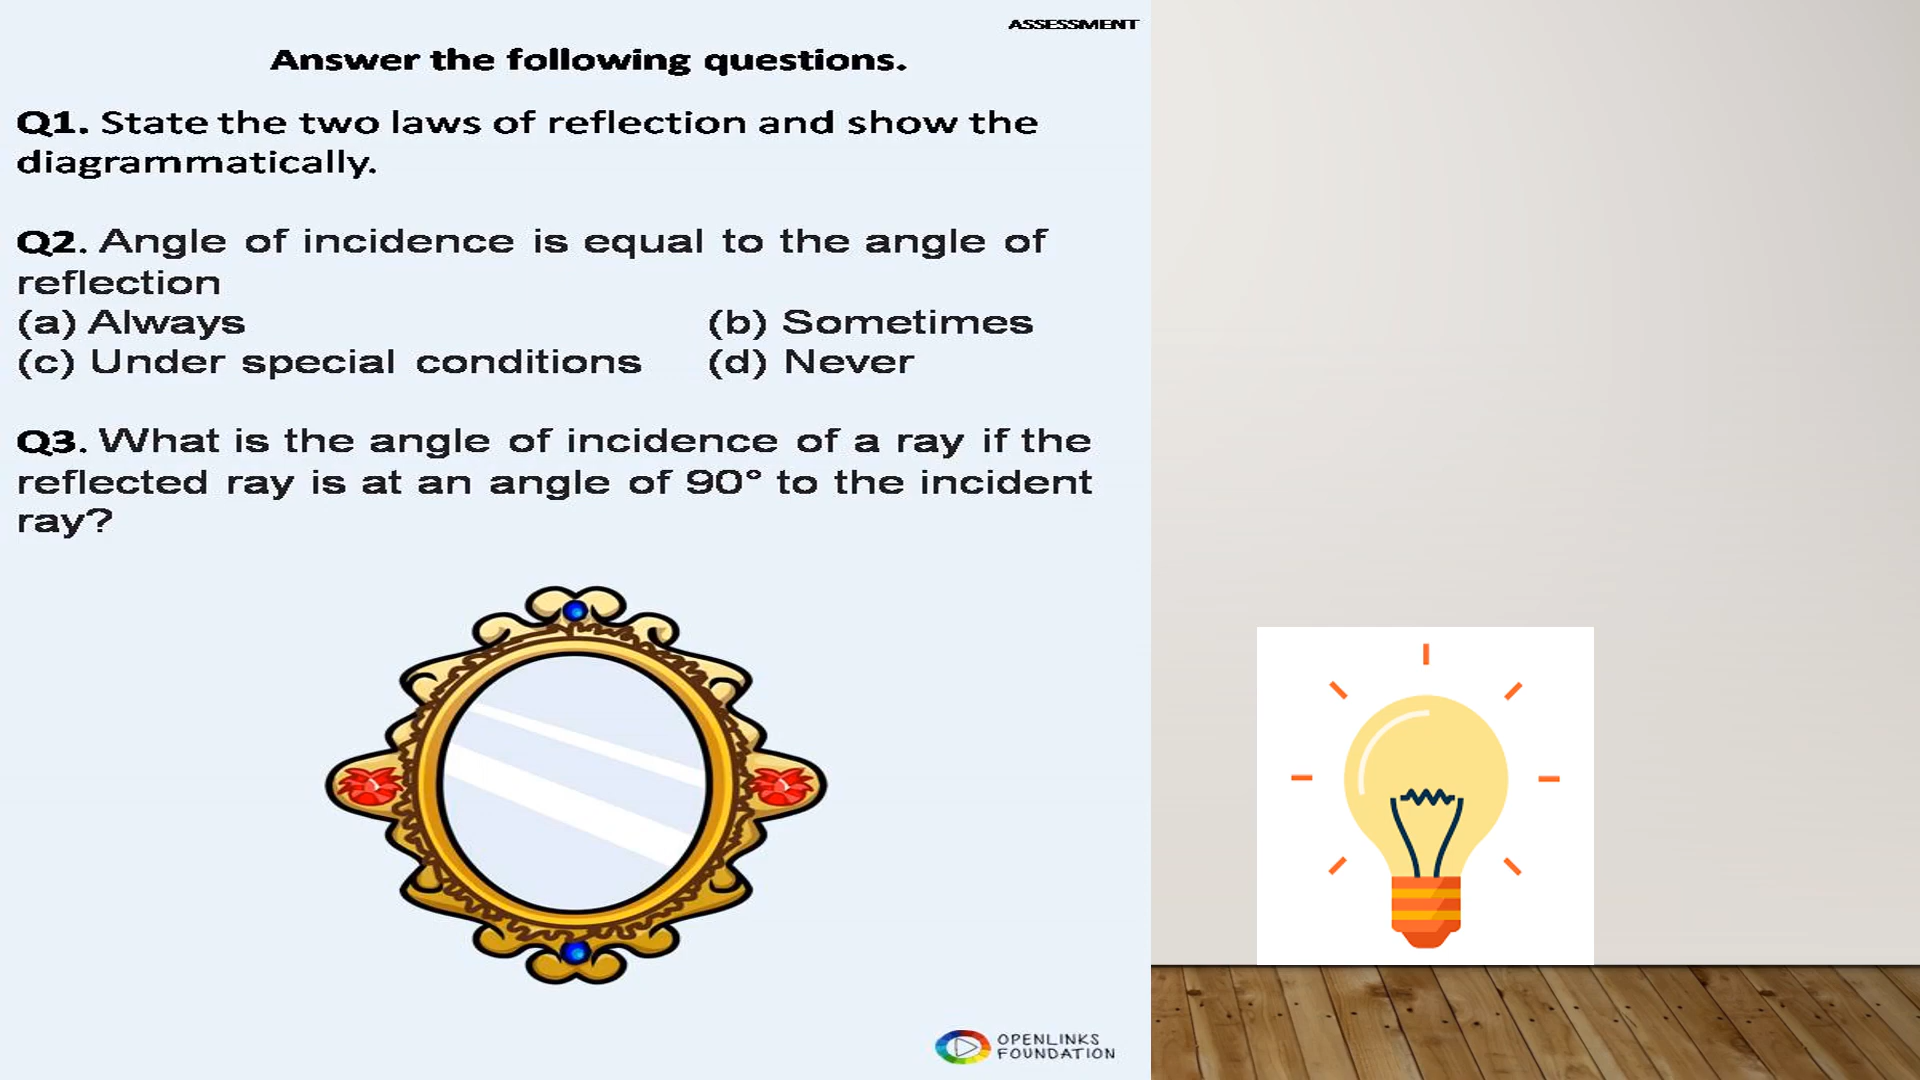 ASSESSMENT
Answer the following questions.
Q1. State the two laws of reflection and show the
diagrammatically.
Q2. Angle of incidence is equal to the angle of
reflection
(a) Always (b) Sometimes
(c) Under special conditions (d) Never
Q3. What is the angle of incidence of a ray if the
reflected ray is at an angle of 90° to the incident
ray?
OPENLINKS
FOUNDATION